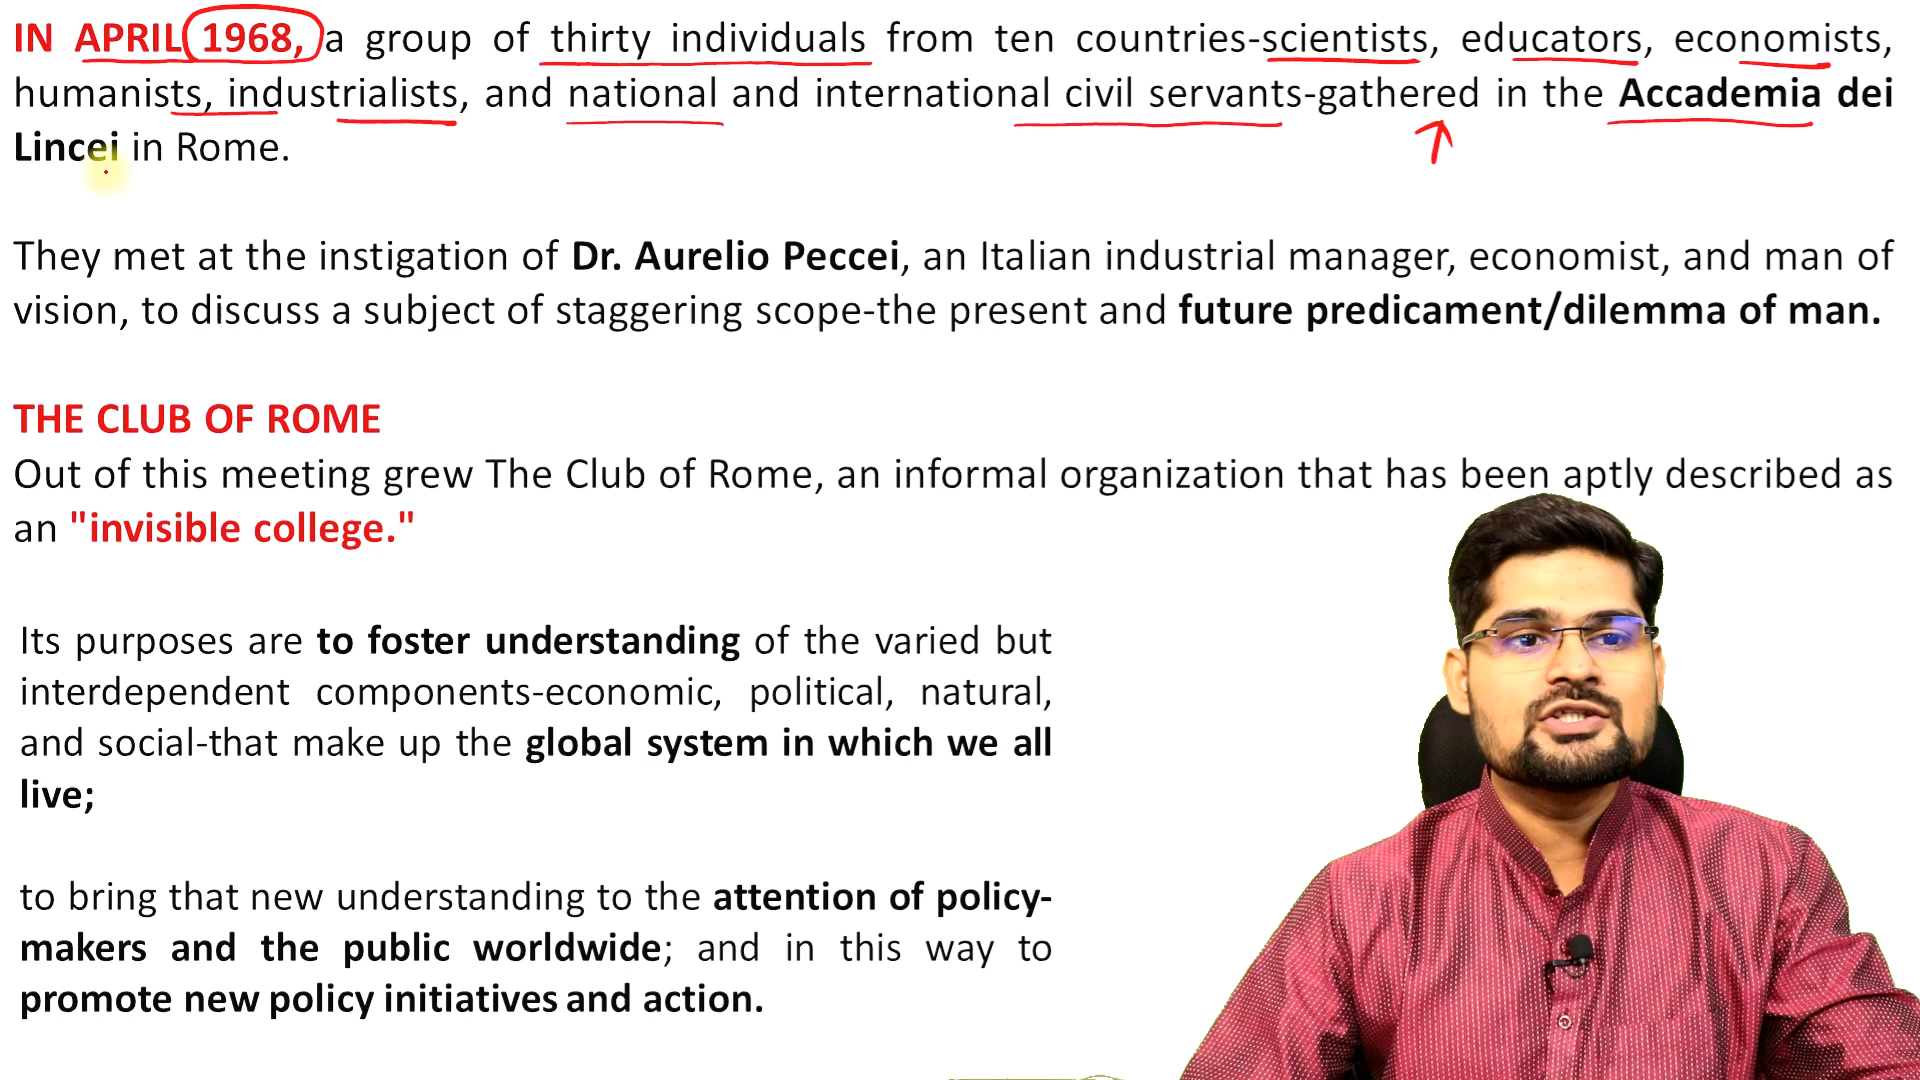 IN APRIL 1968, a group of thirty individuals from ten countries-scientists, educators, economists,
humanists, industrialists, and national and international civil servants-gathered in the Accademia dei
Lincei in Rome.
They met at the instigation of Dr. Aurelio Peccei, an Italian industrial manager, economist, and man of
vision, to discuss a subject of staggering scope-the present and future predicament/dilemma of man.
THE CLUB OF ROME
Out of this meeting grew The Club of Rome, an informal organization that has been aptly described as
an "invisible college."
Its purposes are to foster understanding of the varied but
interdependent components-economic, political, natural,
and social-that make up the global system in which we all
live;
to bring that new understanding to the attention of policy-
makers and the public worldwide; and in this way to
promote new policy initiatives and action.